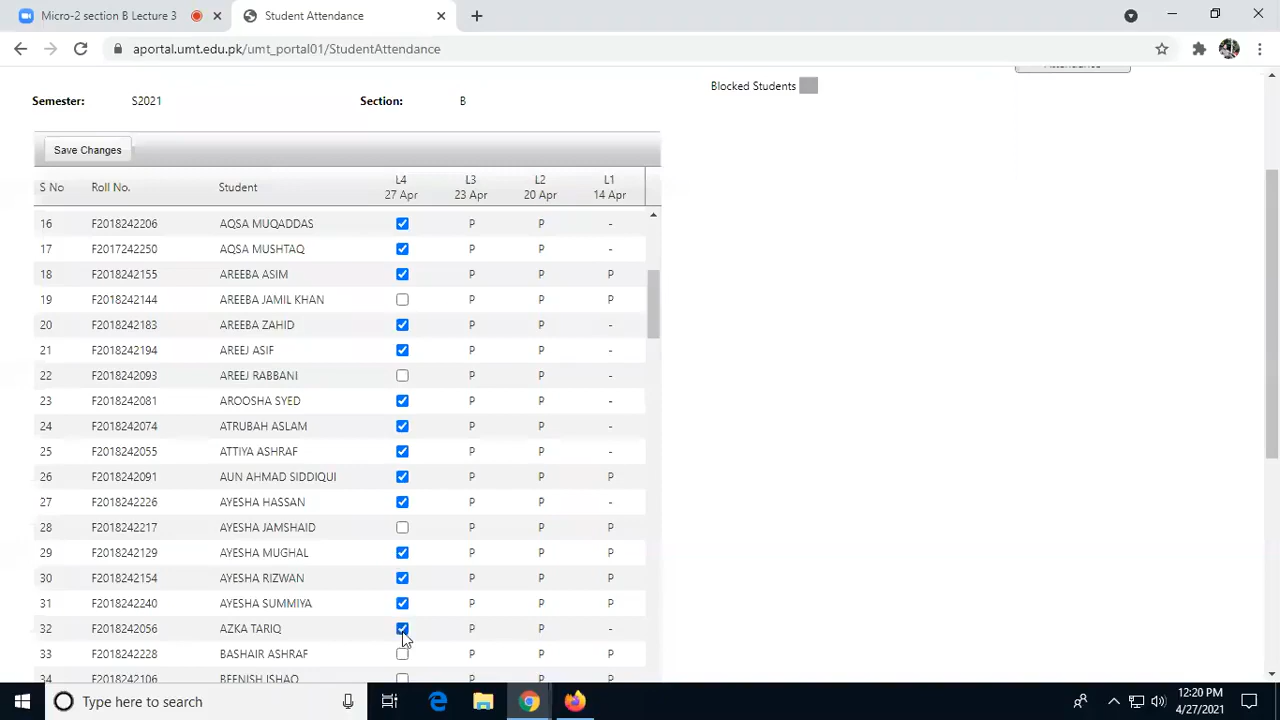 Micro-2 section B Lecture 3
Student Attendance
aportal.umt.edu.pk/umt_portal01/StudentAttendance
Blocked Students
Semester: S2021 Section: B
Save Changes
S No Roll No. Student L4 27 Apr L3 23 Apr L2 20 Apr L1 14 Apr
16 F2018242206 AQSA MUQADDAS P P -
17 F2017242250 AQSA MUSHTAQ P P -
18 F2018242155 AREEBA ASIM P P P
19 F2018242144 AREEBA JAMIL KHAN P P P
20 F2018242183 AREEBA ZAHID P P -
21 F2018242194 AREEJ ASIF P P -
22 F2018242093 AREEJ RABBANI P P -
23 F2018242081 AROOSHA SYED P P -
24 F2018242074 ATRUBAH ASLAM P P -
25 F2018242055 ATTIYA ASHRAF P P -
26 F2018242091 AUN AHMAD SIDDIQUI P P P
27 F2018242226 AYESHA HASSAN P P -
28 F2018242217 AYESHA JAMSHAID P P P
29 F2018242129 AYESHA MUGHAL P P P
30 F2018242154 AYESHA RIZWAN P P P
31 F2018242240 AYESHA SUMMIYA P P P
32 F2018242056 AZKA TARIQ P P -
33 F2018242228 BASHAIR ASHRAF P P P
34 F2018242106 BEENISH ISHAQ P P P
Type here to search
12:20 PM
4/27/2021